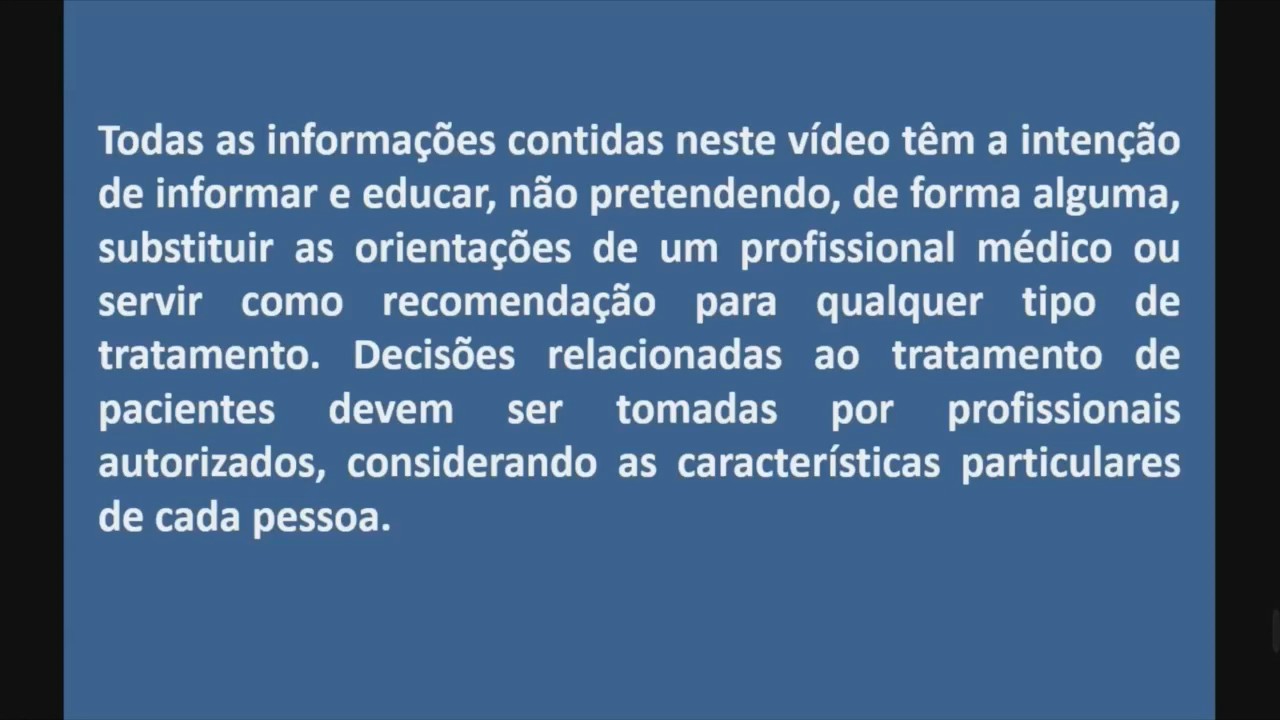 Todas as informações contidas neste vídeo têm a intenção
de informar e educar, não pretendendo, de forma alguma,
substituir as orientações de um profissional médico ou
servir como recomendação para qualquer tipo de
tratamento. Decisões relacionadas ao tratamento de
pacientes devem ser tomadas por profissionais
autorizados, considerando as características particulares
de cada pessoa.